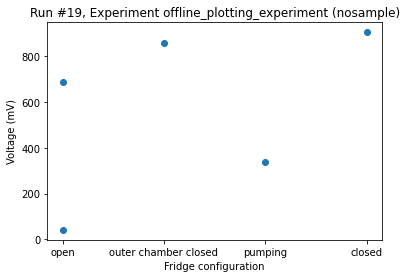 Run #19, Experiment offline_plotting_experiment (nosample)
800
600
400
200
0
Voltage (mV)
open
outer chamber closed
pumping
closed
Fridge configuration